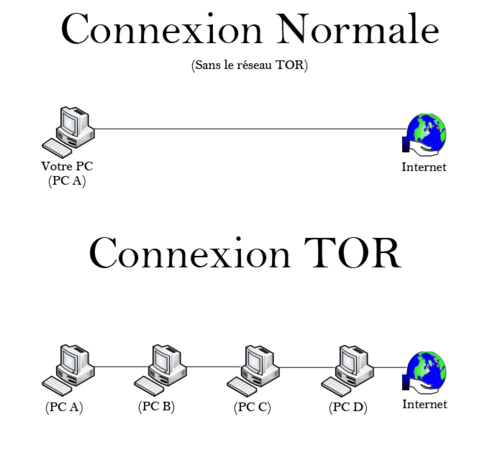 Connexion Normale
(Sans le réseau TOR)
Votre PC
(PC A)
Internet
Connexion TOR
(PC A)
(PC B)
(PC C)
(PC D)
Internet